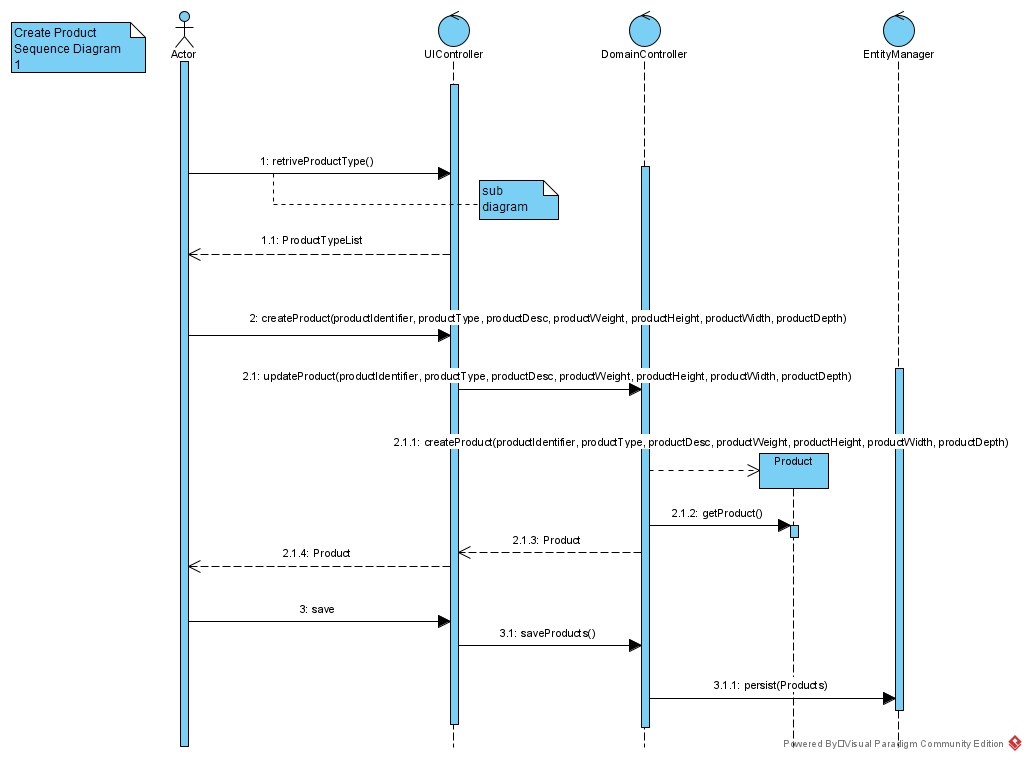 Create Product
Sequence Diagram
1
Actor
UIController
DomainController
EntityManager
1: retriveProductType()
sub
diagram
1.1: ProductTypeList
2: createProduct(productIdentifier, productType, productDesc, productWeight, productHeight, productWidth, productDepth)
2.1: updateProduct(productIdentifier, productType, productDesc, productWeight, productHeight, productWidth, productDepth)
2.1.1: createProduct(productIdentifier, productType, productDesc, productWeight, productHeight, productWidth, productDepth)
Product
2.1.2: getProduct()
2.1.3: Product
2.1.4: Product
3: save
3.1: saveProducts()
3.1.1: persist(Products)
Powered By Visual Paradigm Community Edition